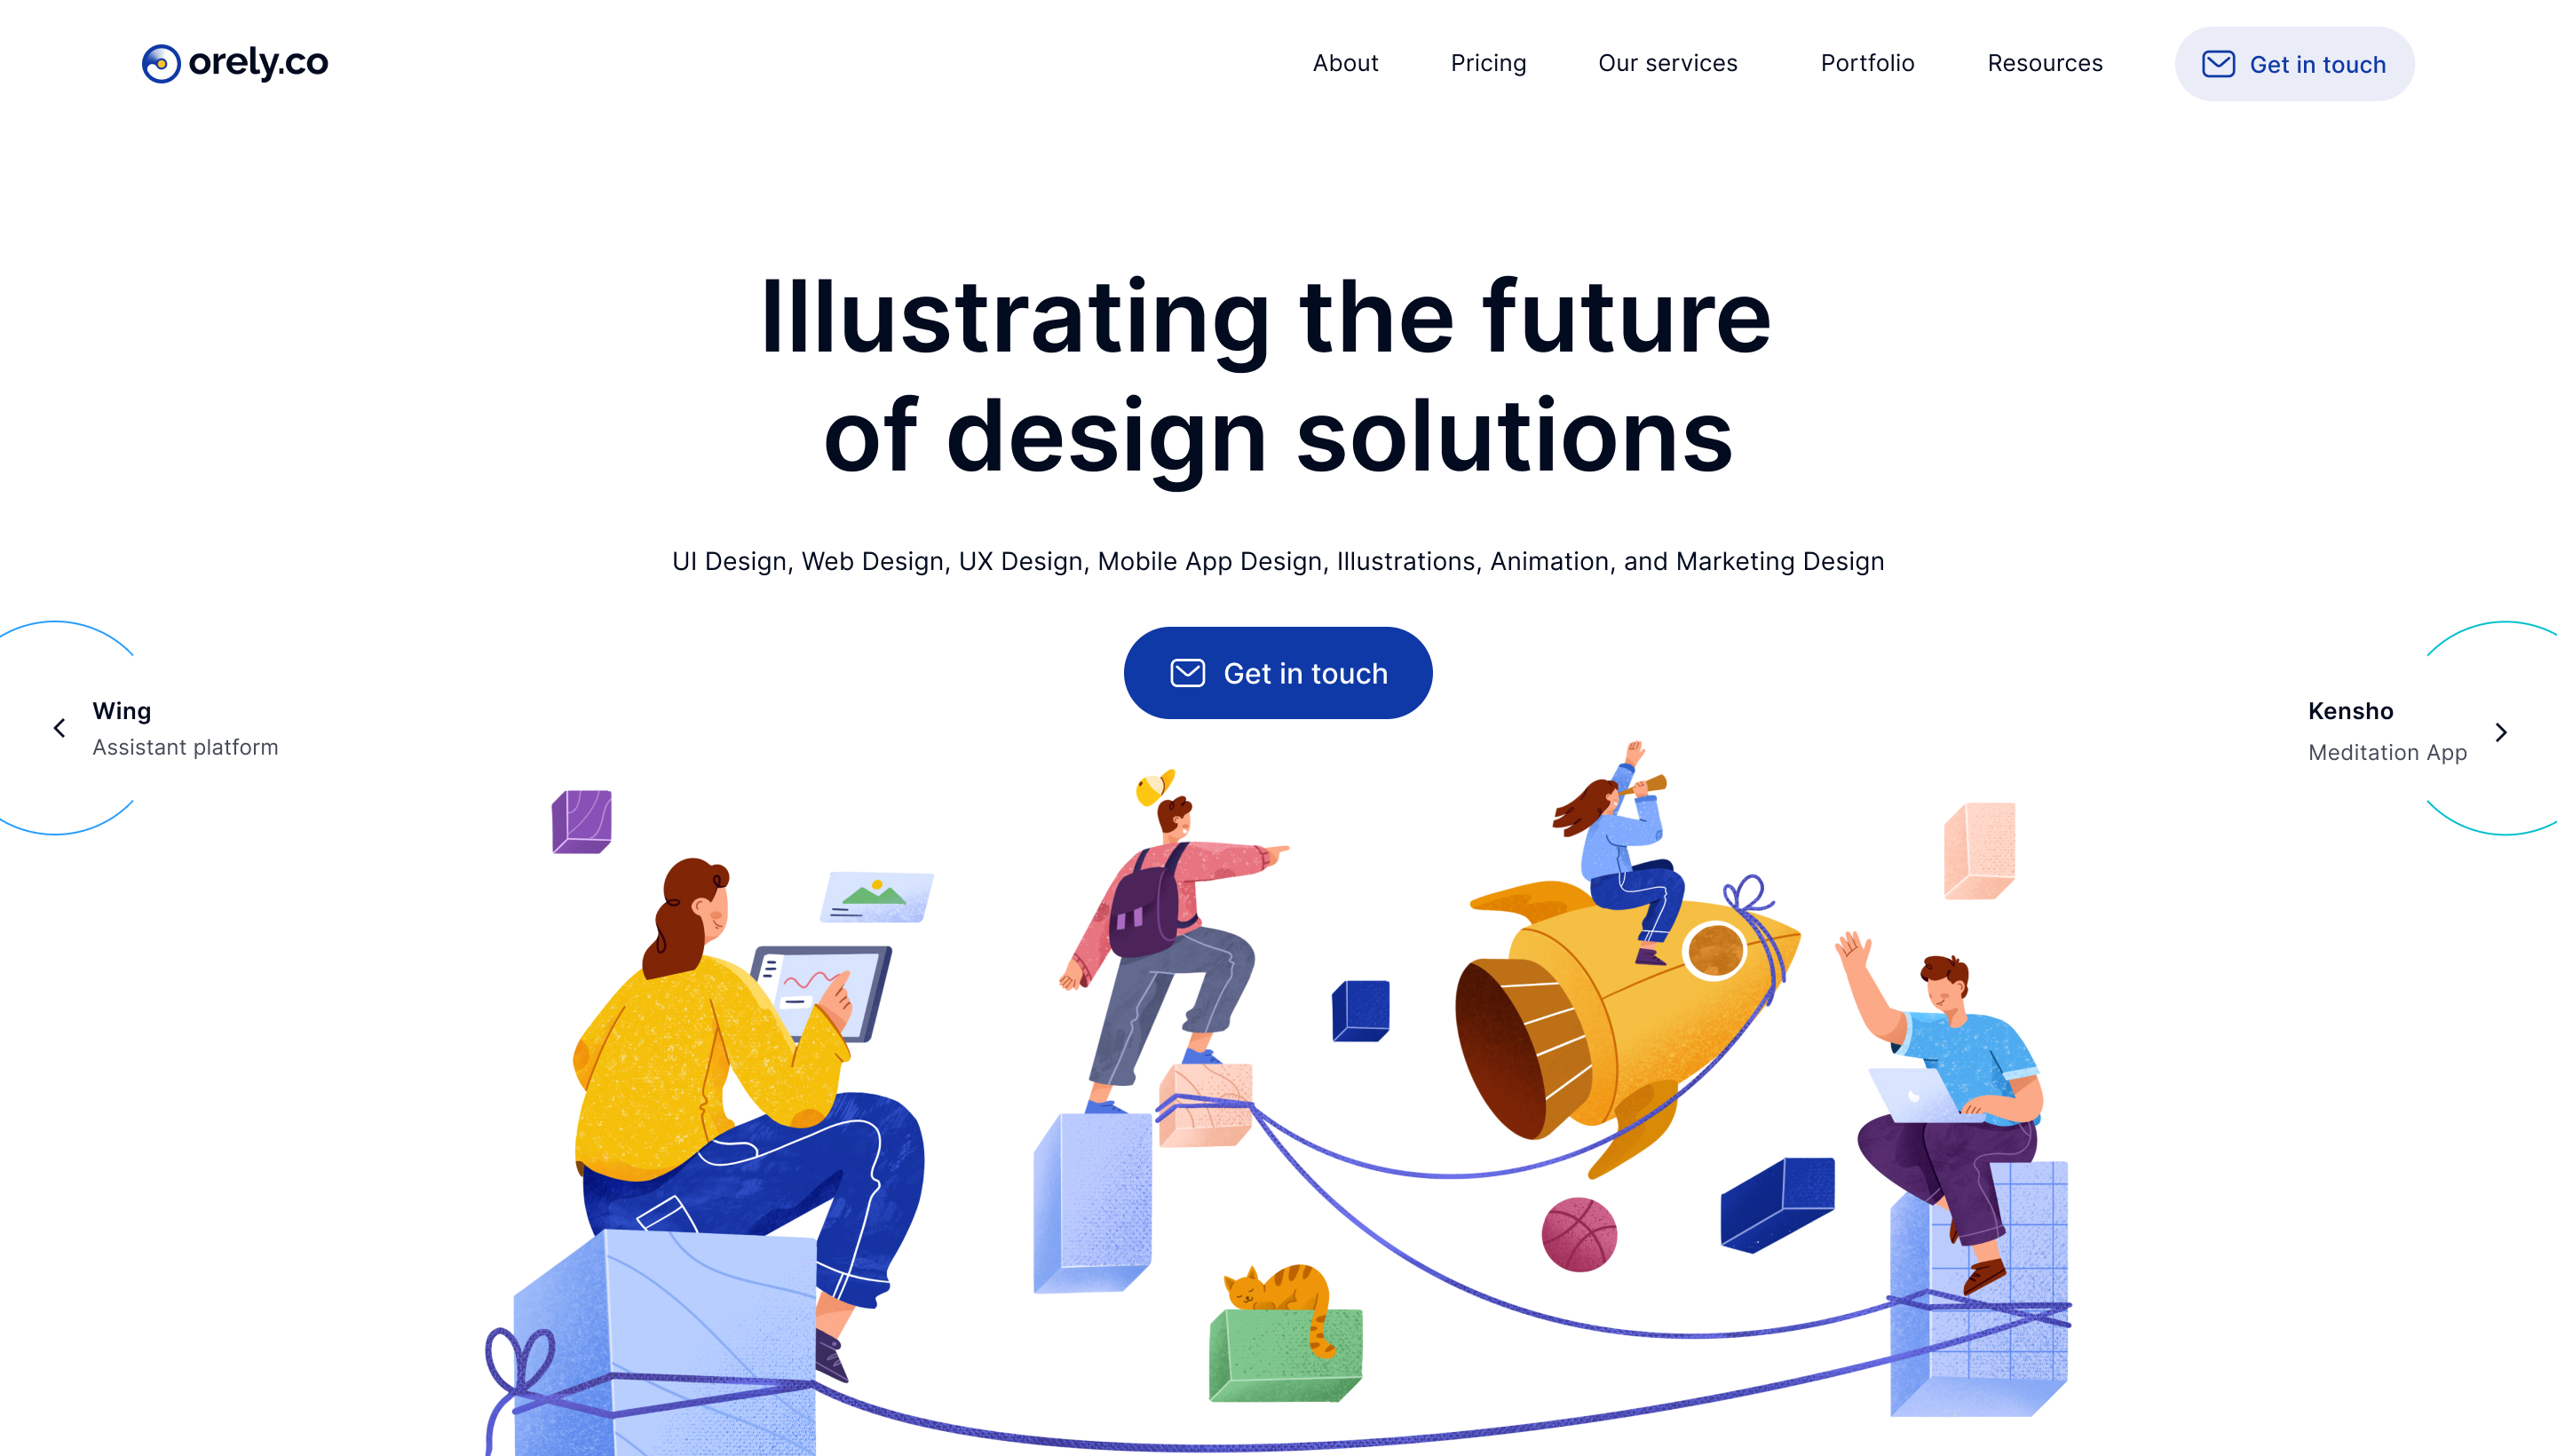 orely.co
About
Pricing
Our services
Portfolio
Resources
Get in touch
Illustrating the future
of design solutions
UI Design, Web Design, UX Design, Mobile App Design, Illustrations, Animation, and Marketing Design
Get in touch
Wing
Assistant platform
Kensho
Meditation App